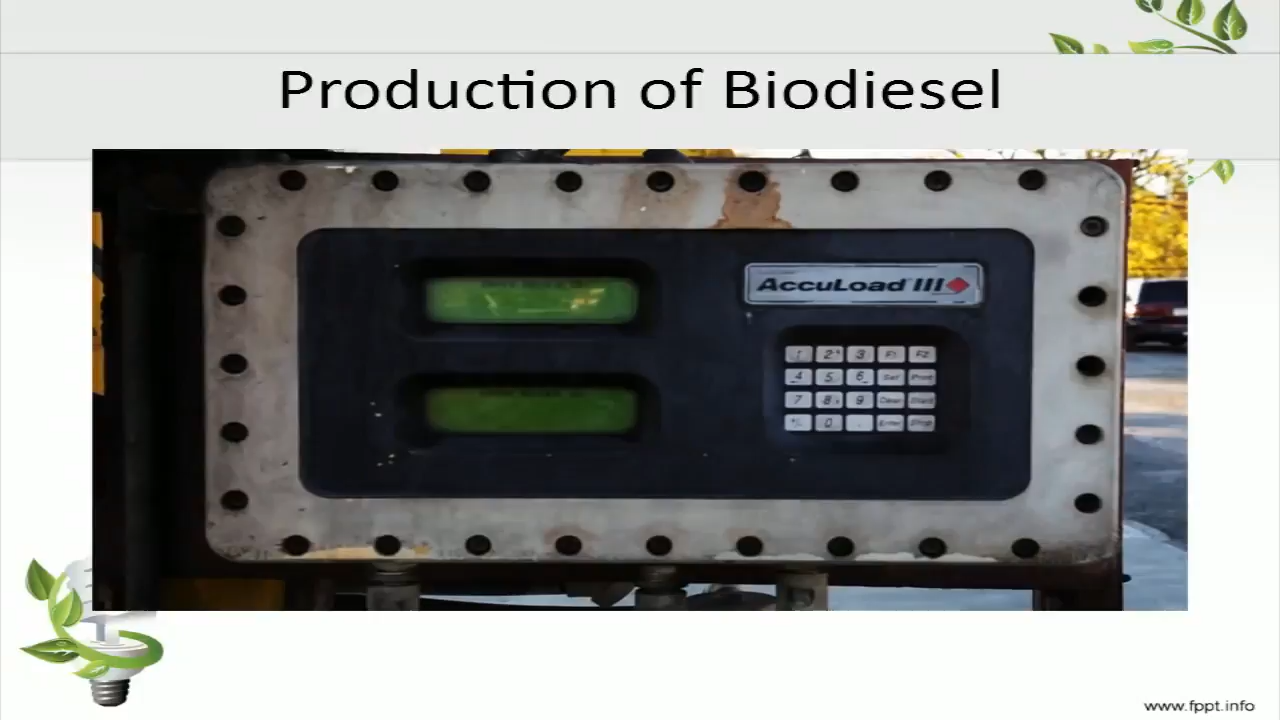 Production of Biodiesel
AccuLoad III
1 2 3 F1 F2
4 5 6 Set Print
7 8 9 Clear Start
0 . Enter Stop
www.fppt.info